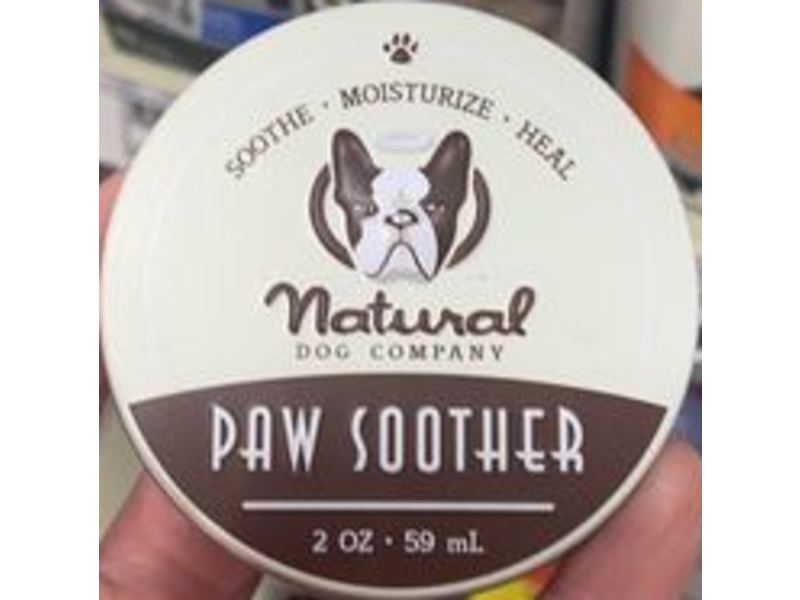 SOOTHE · MOISTURIZE · HEAL
Natural
DOG COMPANY
PAW SOOTHER
2 OZ · 59 mL